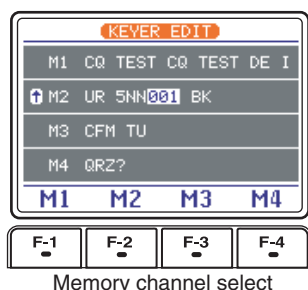 KEYER EDIT
M1 CQ TEST CQ TEST DE I
↑ M2 UR 5NN001 BK
M3 CFM TU
M4 QRZ?
M1 M2 M3 M4
F-1 F-2 F-3 F-4
Memory channel select